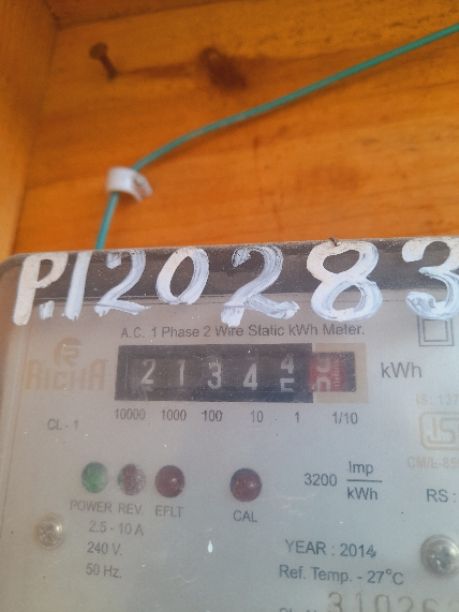 P.120283
A.C. 1 Phase 2 Wire Static kWh Meter.
RICHA
2 1 3 4
kWh
10000 1000 100 10 1 1/10
CL - 1
3200 Imp/kWh
POWER REV. EFLT
CAL
RS :
2.5 - 10 A
240 V.
50 Hz.
YEAR : 2014
Ref. Temp. - 27°C